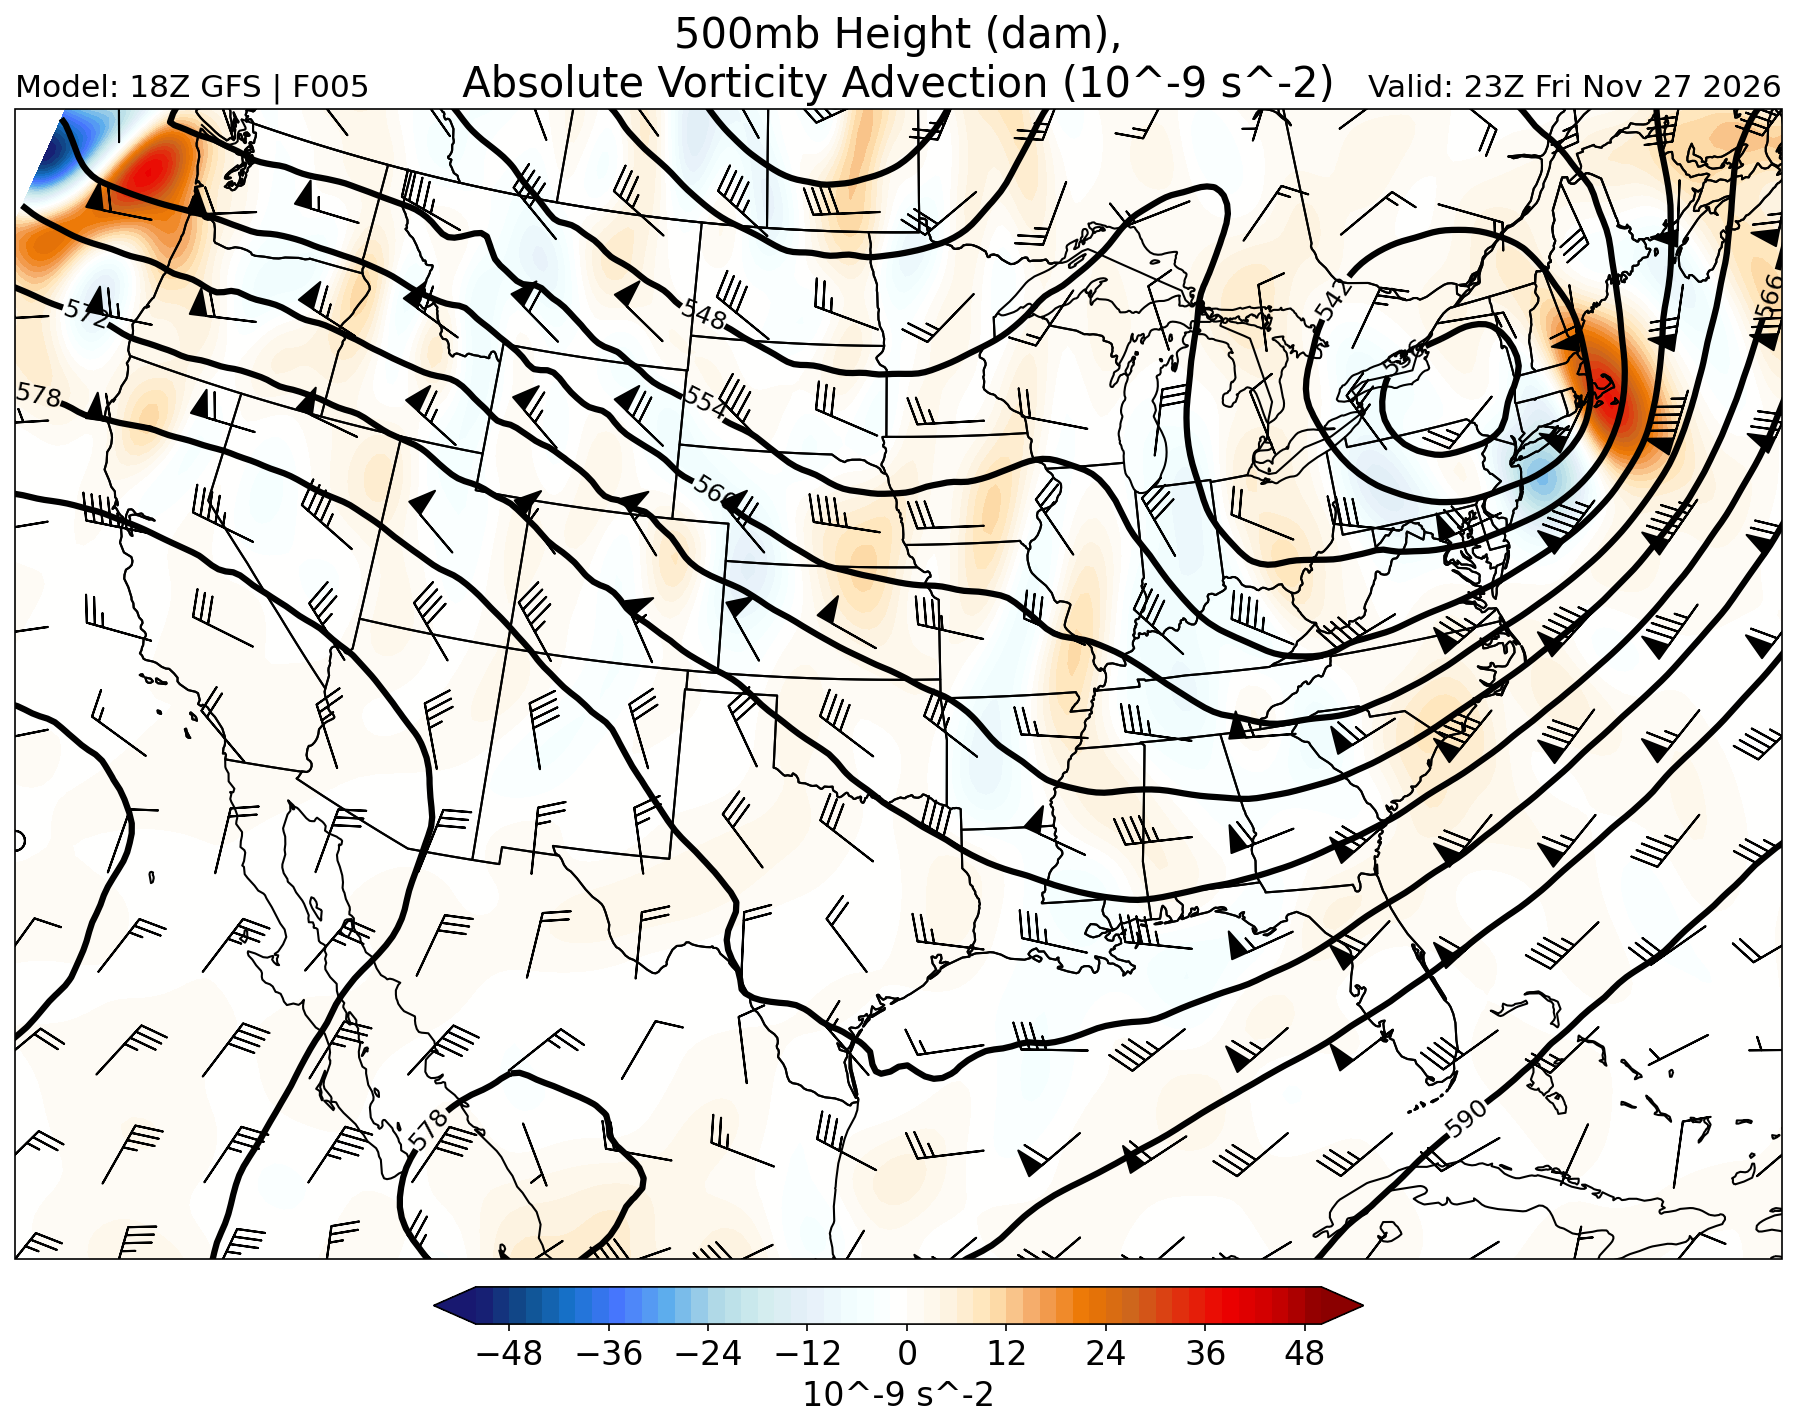 500mb Height (dam),
Model: 18Z GFS | F005
Absolute Vorticity Advection (10^-9 s^-2)
Valid: 23Z Fri Nov 27 2026
572
578
548
554
560
542
536
566
578
590
−48 −36 −24 −12 0 12 24 36 48
10^-9 s^-2